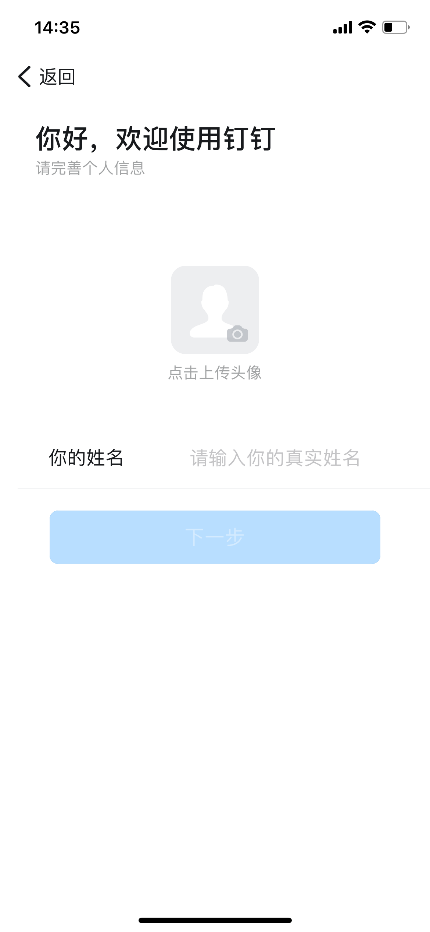 14:35
返回
你好，欢迎使用钉钉
请完善个人信息
点击上传头像
你的姓名 请输入你的真实姓名
下一步